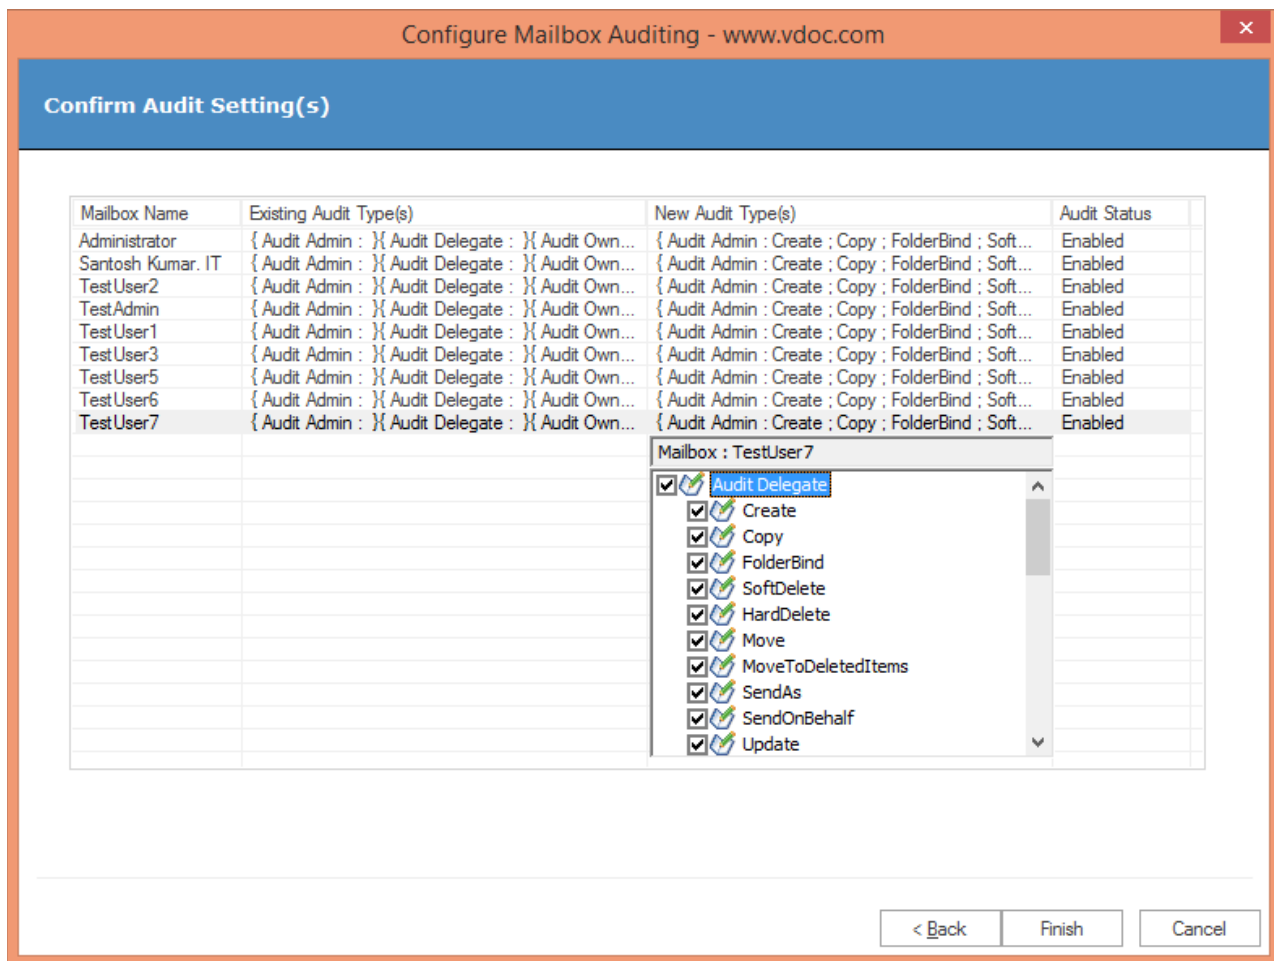 Configure Mailbox Auditing - www.vdoc.com
Confirm Audit Setting(s)
Mailbox Name Existing Audit Type(s) New Audit Type(s) Audit Status
Administrator { Audit Admin : }{ Audit Delegate : }{ Audit Own... { Audit Admin : Create ; Copy ; FolderBind ; Soft... Enabled
Santosh Kumar. IT { Audit Admin : }{ Audit Delegate : }{ Audit Own... { Audit Admin : Create ; Copy ; FolderBind ; Soft... Enabled
TestUser2 { Audit Admin : }{ Audit Delegate : }{ Audit Own... { Audit Admin : Create ; Copy ; FolderBind ; Soft... Enabled
TestAdmin { Audit Admin : }{ Audit Delegate : }{ Audit Own... { Audit Admin : Create ; Copy ; FolderBind ; Soft... Enabled
TestUser1 { Audit Admin : }{ Audit Delegate : }{ Audit Own... { Audit Admin : Create ; Copy ; FolderBind ; Soft... Enabled
TestUser3 { Audit Admin : }{ Audit Delegate : }{ Audit Own... { Audit Admin : Create ; Copy ; FolderBind ; Soft... Enabled
TestUser5 { Audit Admin : }{ Audit Delegate : }{ Audit Own... { Audit Admin : Create ; Copy ; FolderBind ; Soft... Enabled
TestUser6 { Audit Admin : }{ Audit Delegate : }{ Audit Own... { Audit Admin : Create ; Copy ; FolderBind ; Soft... Enabled
TestUser7 { Audit Admin : }{ Audit Delegate : }{ Audit Own... { Audit Admin : Create ; Copy ; FolderBind ; Soft... Enabled
Mailbox : TestUser7
Audit Delegate
Create
Copy
FolderBind
SoftDelete
HardDelete
Move
MoveToDeletedItems
SendAs
SendOnBehalf
Update
< Back Finish Cancel